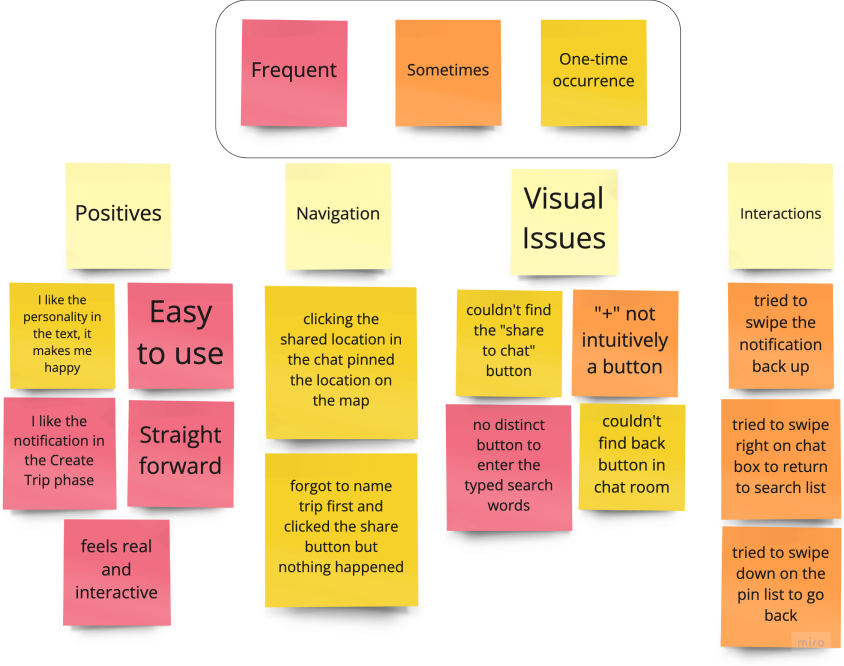 Frequent
Sometimes
One-time
occurrence
Positives
Navigation
Visual
Issues
Interactions
I like the
personality in
the text, it
makes me
happy
Easy
to use
I like the
notification in
the Create
Trip phase
Straight
forward
feels real
and
interactive
clicking the
shared location in
the chat pinned
the location on
the map
forgot to name
trip first and
clicked the share
button but
nothing happened
couldn't find
the "share
to chat"
button
"+" not
intuitively
a button
no distinct
button to
enter the
typed search
words
couldn't
find back
button in
chat room
tried to
swipe the
notification
back up
tried to swipe
right on chat
box to return
to search list
tried to swipe
down on the
pin list to go
back
miro